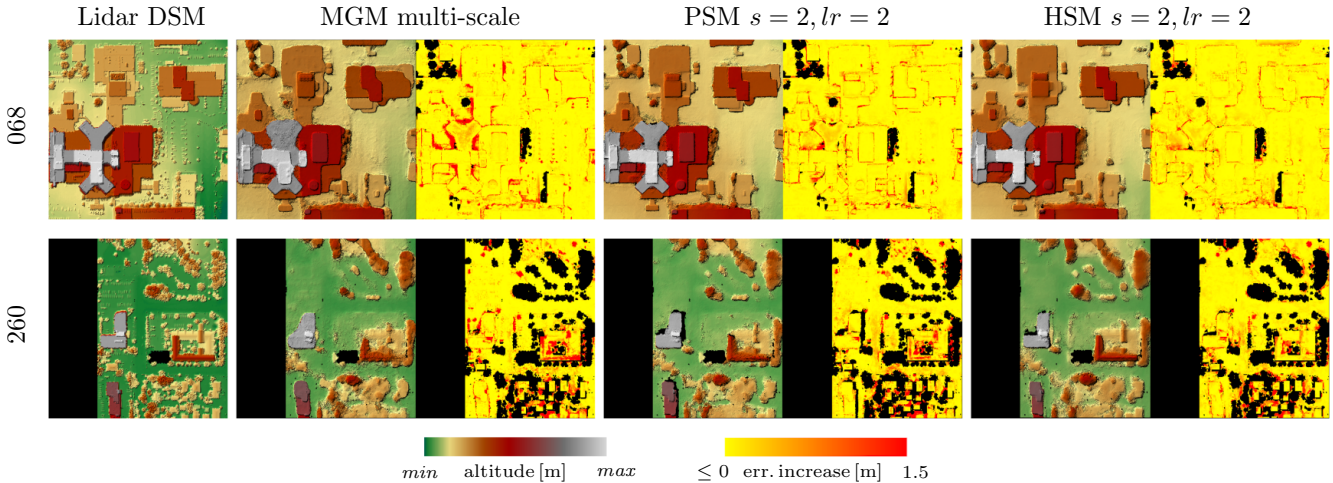 Lidar DSM MGM multi-scale PSM s = 2, lr = 2 HSM s = 2, lr = 2
068
260
min altitude [m] max ≤ 0 err. increase [m] 1.5